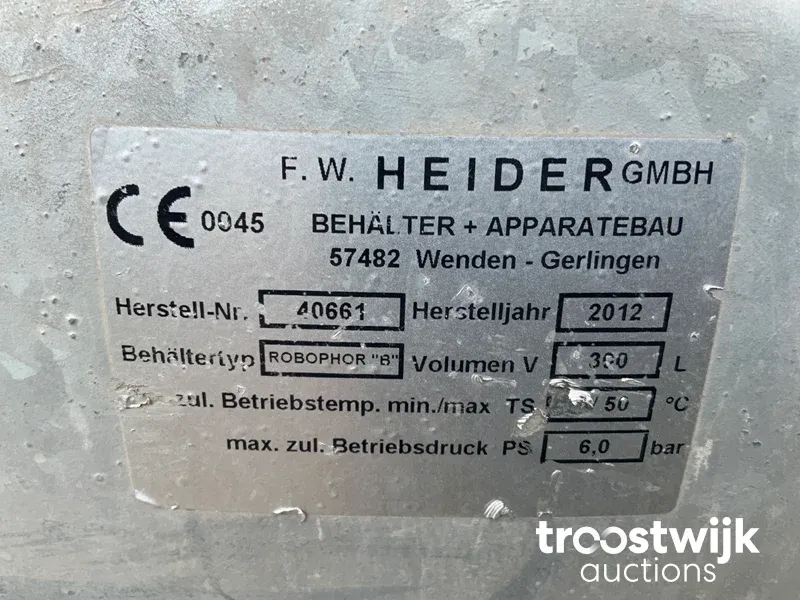 F. W. HEIDER GMBH
CE 0045
BEHÄLTER + APPARATEBAU
57482 Wenden - Gerlingen
Herstell-Nr. 40661 Herstelljahr 2012
Behältertyp ROBOPHOR "B" Volumen V L
zul. Betriebstemp. min./max TS / 50 °C
max. zul. Betriebsdruck PS 6,0 bar
troostwijk
auctions